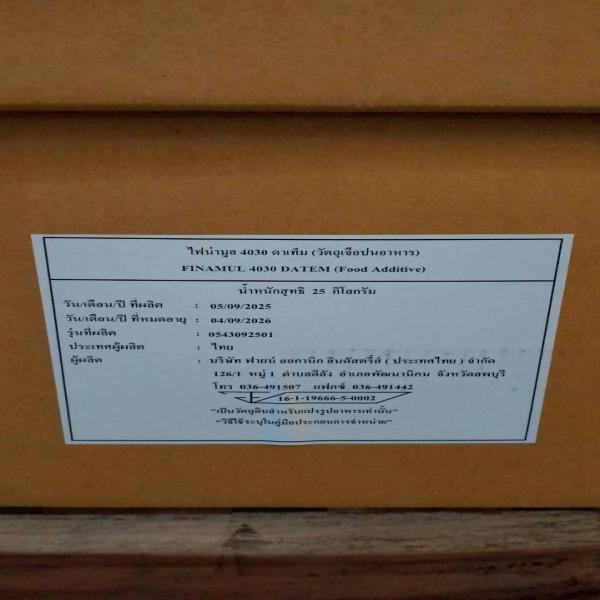 ไฟน่ามูล 4030 ดาเท็ม (วัตถุเจือปนอาหาร)
FINAMUL 4030 DATEM (Food Additive)
น้ำหนักสุทธิ 25 กิโลกรัม
วัน/เดือน/ปี ที่ผลิต : 05/09/2025
วัน/เดือน/ปี ที่หมดอายุ : 04/09/2026
รุ่นที่ผลิต : 0543092501
ประเทศผู้ผลิต : ไทย
ผู้ผลิต : บริษัท ฟายน์ ออกานิก อินดัสตรี้ส์ ( ประเทศไทย ) จำกัด
126/1 หมู่ 1 ตำบลดีลัง อำเภอพัฒนานิคม จังหวัดลพบุรี
โทร 036-491507 แฟกซ์ 036-491442
16-1-19666-5-0002
"เป็นวัตถุดิบสำหรับแปรรูปอาหารเท่านั้น"
"วิธีใช้ระบุในคู่มือประกอบการจำหน่าย"